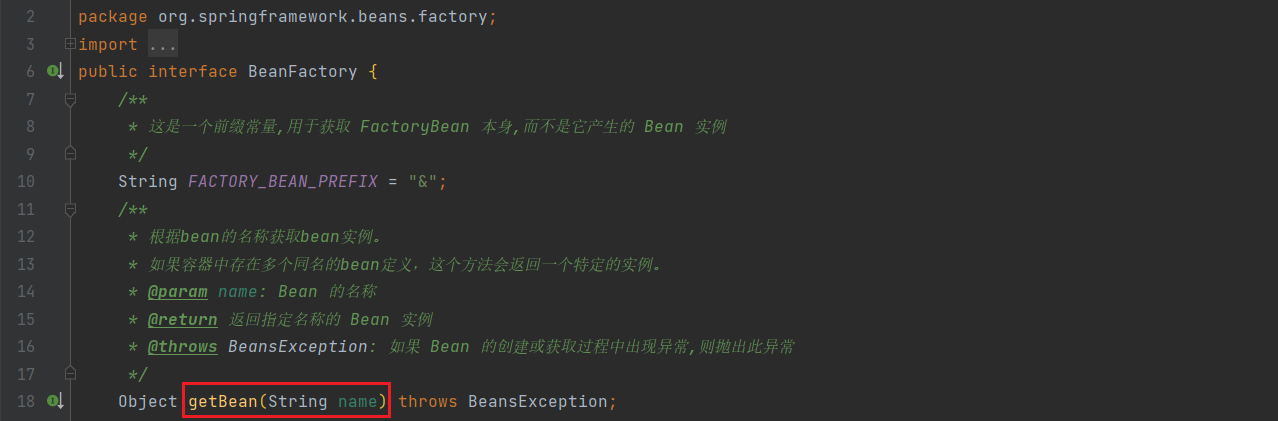 2 package org.springframework.beans.factory;
3 import ...
6 public interface BeanFactory {
7 /**
8 * 这是一个前缀常量,用于获取 FactoryBean 本身,而不是它产生的 Bean 实例
9 */
10 String FACTORY_BEAN_PREFIX = "&";
11 /**
12 * 根据bean的名称获取bean实例。
13 * 如果容器中存在多个同名的bean定义，这个方法会返回一个特定的实例。
14 * @param name: Bean 的名称
15 * @return 返回指定名称的 Bean 实例
16 * @throws BeansException: 如果 Bean 的创建或获取过程中出现异常,则抛出此异常
17 */
18 Object getBean(String name) throws BeansException;